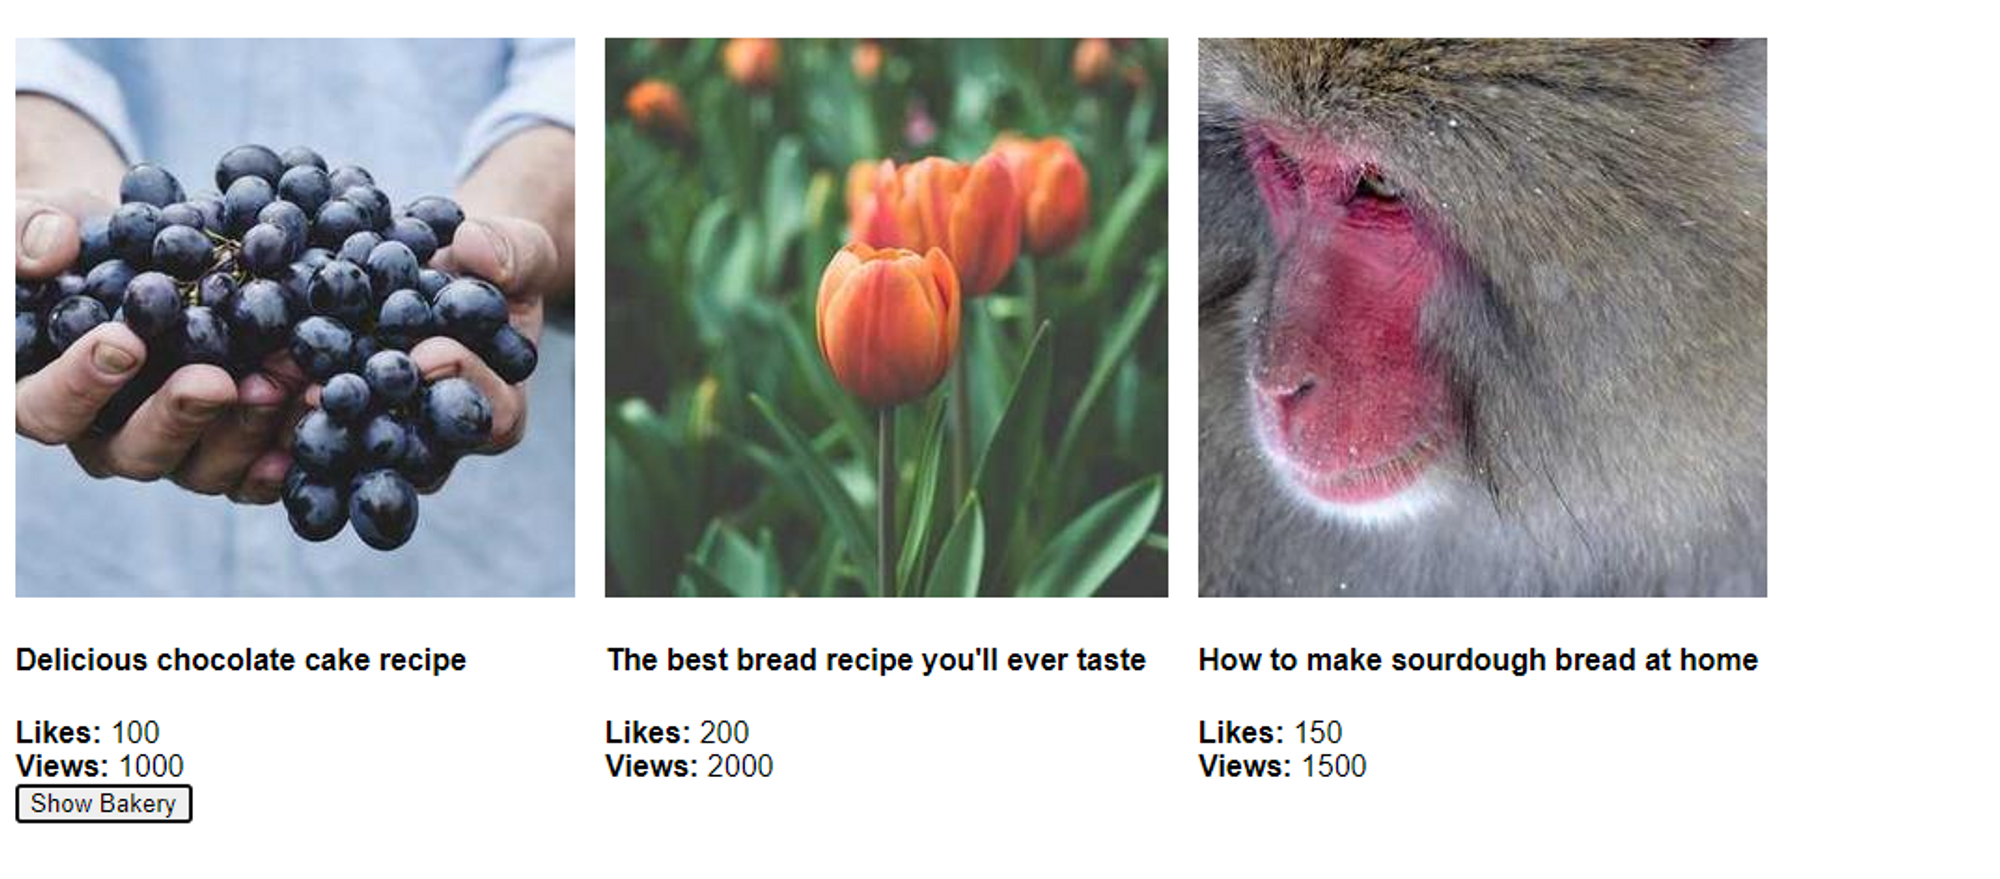 Delicious chocolate cake recipe
Likes: 100
Views: 1000
Show Bakery
The best bread recipe you'll ever taste
Likes: 200
Views: 2000
How to make sourdough bread at home
Likes: 150
Views: 1500